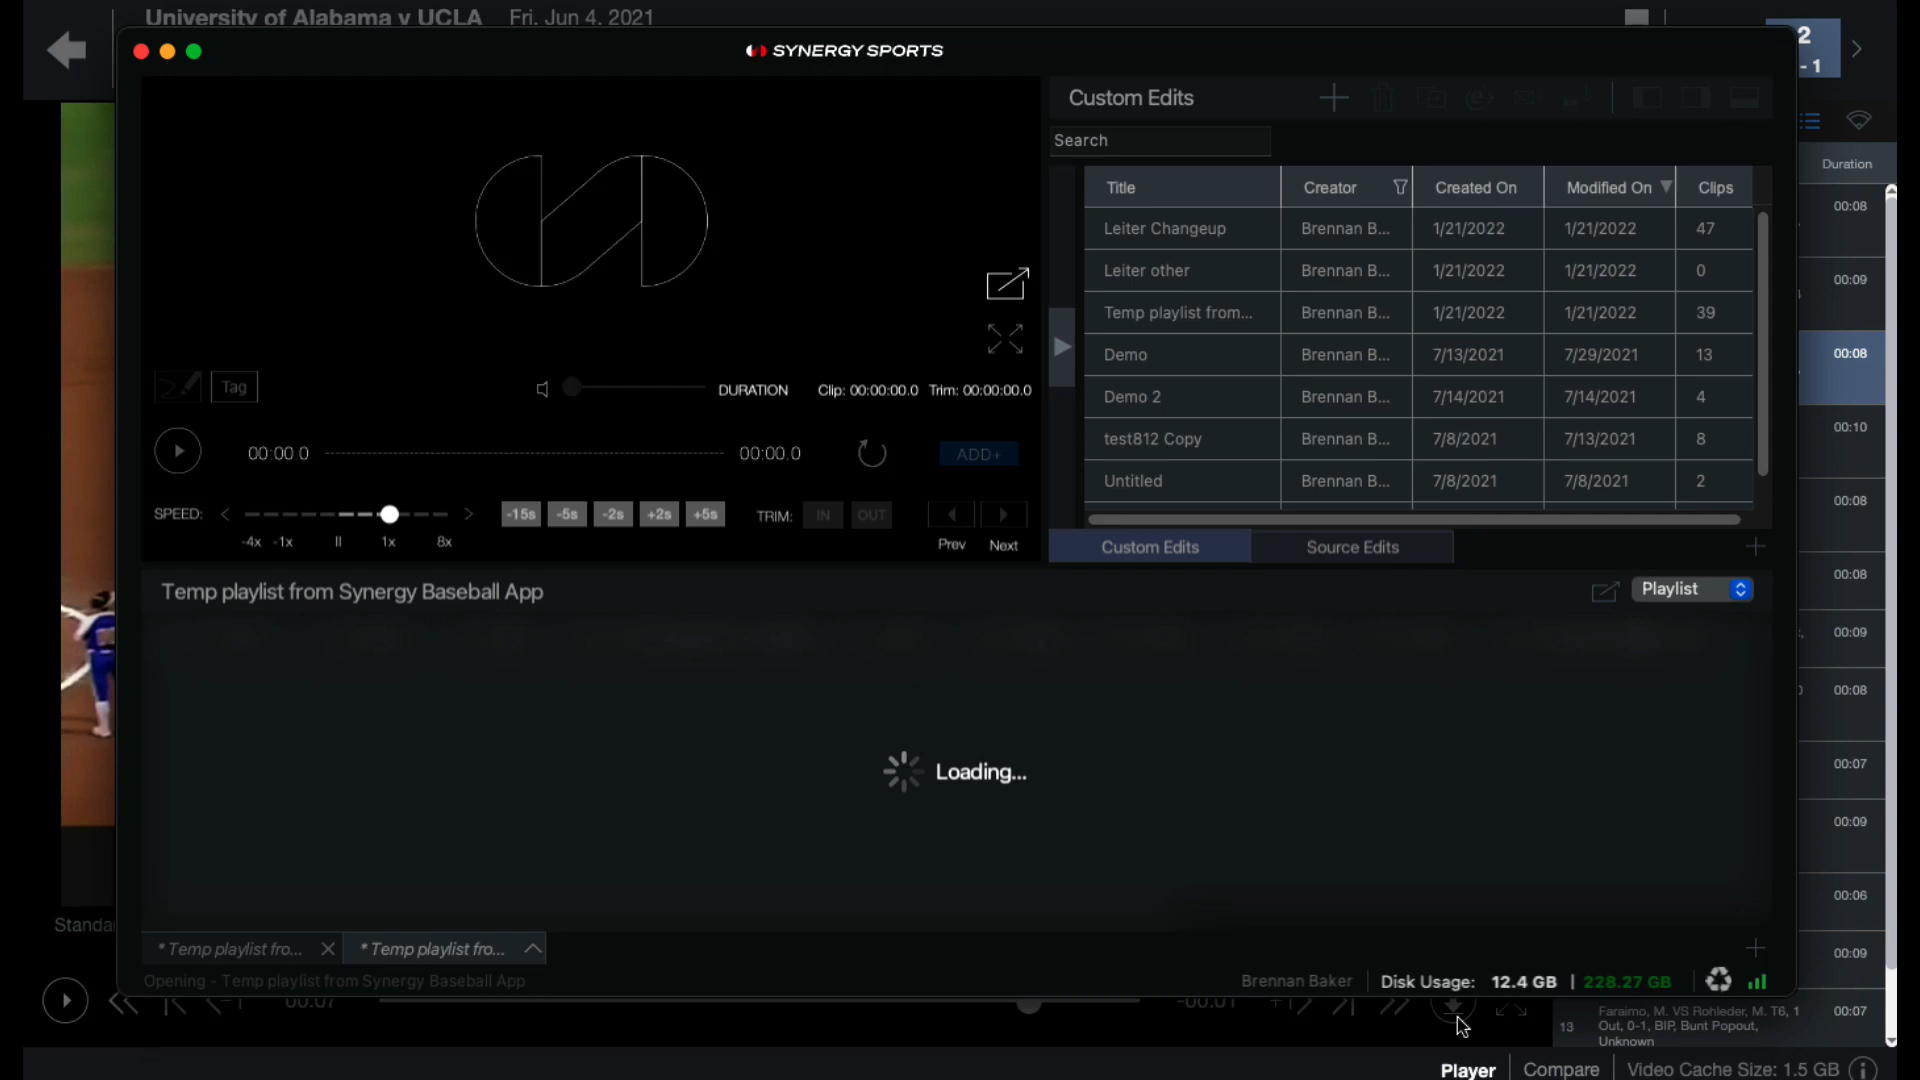 University of Alabama v UCLA Fri, Jun 4, 2021
2
- 1
SYNERGY SPORTS
Custom Edits
Search
Title Creator Created On Modified On Clips
Leiter Changeup Brennan B... 1/21/2022 1/21/2022 47
Leiter other Brennan B... 1/21/2022 1/21/2022 0
Temp playlist from... Brennan B... 1/21/2022 1/21/2022 39
Demo Brennan B... 7/13/2021 7/29/2021 13
Demo 2 Brennan B... 7/14/2021 7/14/2021 4
test812 Copy Brennan B... 7/8/2021 7/13/2021 8
Untitled Brennan B... 7/8/2021 7/8/2021 2
Custom Edits Source Edits
Tag
DURATION Clip: 00:00:00.0 Trim: 00:00:00.0
00:00.0 00:00.0 ADD+
SPEED: -15s -5s -2s +2s +5s TRIM: IN OUT
-4x -1x II 1x 8x Prev Next
Temp playlist from Synergy Baseball App Playlist
Loading...
* Temp playlist fro... * Temp playlist fro...
Opening - Temp playlist from Synergy Baseball App Brennan Baker Disk Usage: 12.4 GB | 228.27 GB
Duration
00:08
00:09
00:08
00:10
00:08
00:08
00:09
00:08
00:07
00:09
00:06
00:09
00:07
13 Faraimo, M. VS Rohleder, M. T6, 1
Out, 0-1, BIP, Bunt Popout,
Unknown
Standa
00:07 -00:01
Player Compare Video Cache Size: 1.5 GB